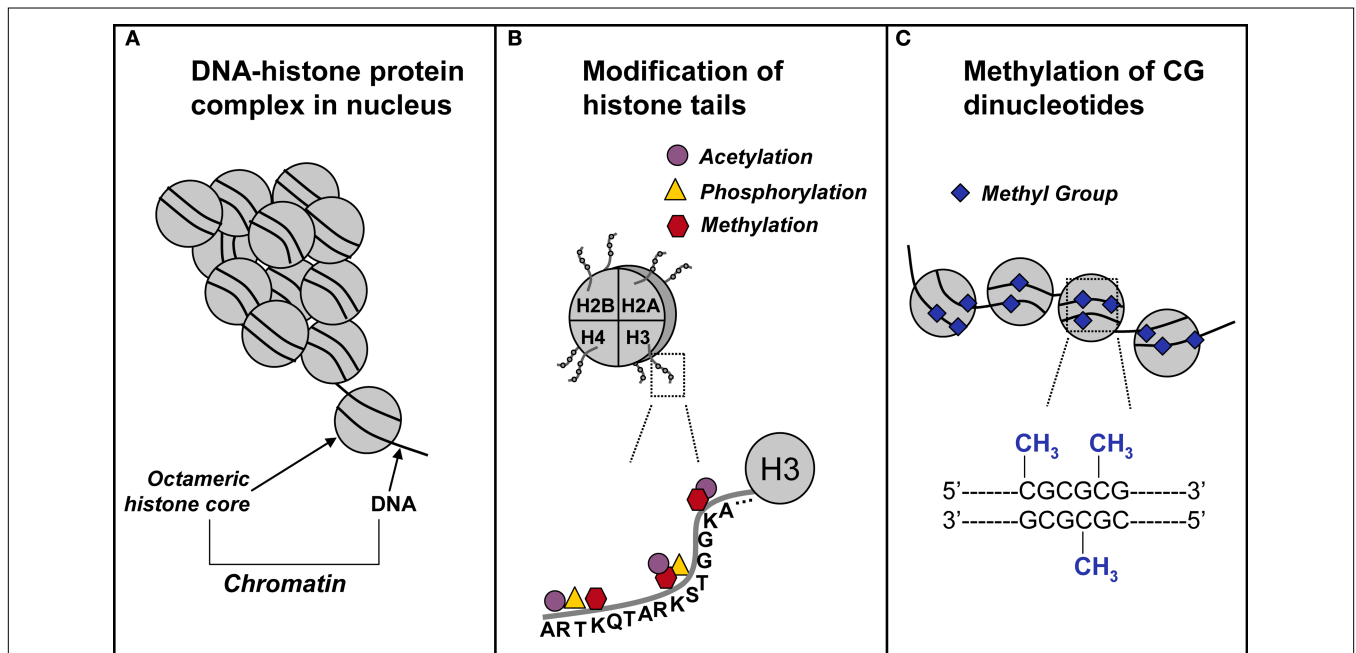 A
DNA-histone protein
complex in nucleus
Octameric
histone core
DNA
Chromatin
B
Modification of
histone tails
Acetylation
Phosphorylation
Methylation
H2B H2A
H4 H3
H3
ARTKQTARKSTGGKA...
C
Methylation of CG
dinucleotides
Methyl Group
CH3 CH3
5’-------CGCGCG-------3’
3’-------GCGCGC-------5’
CH3